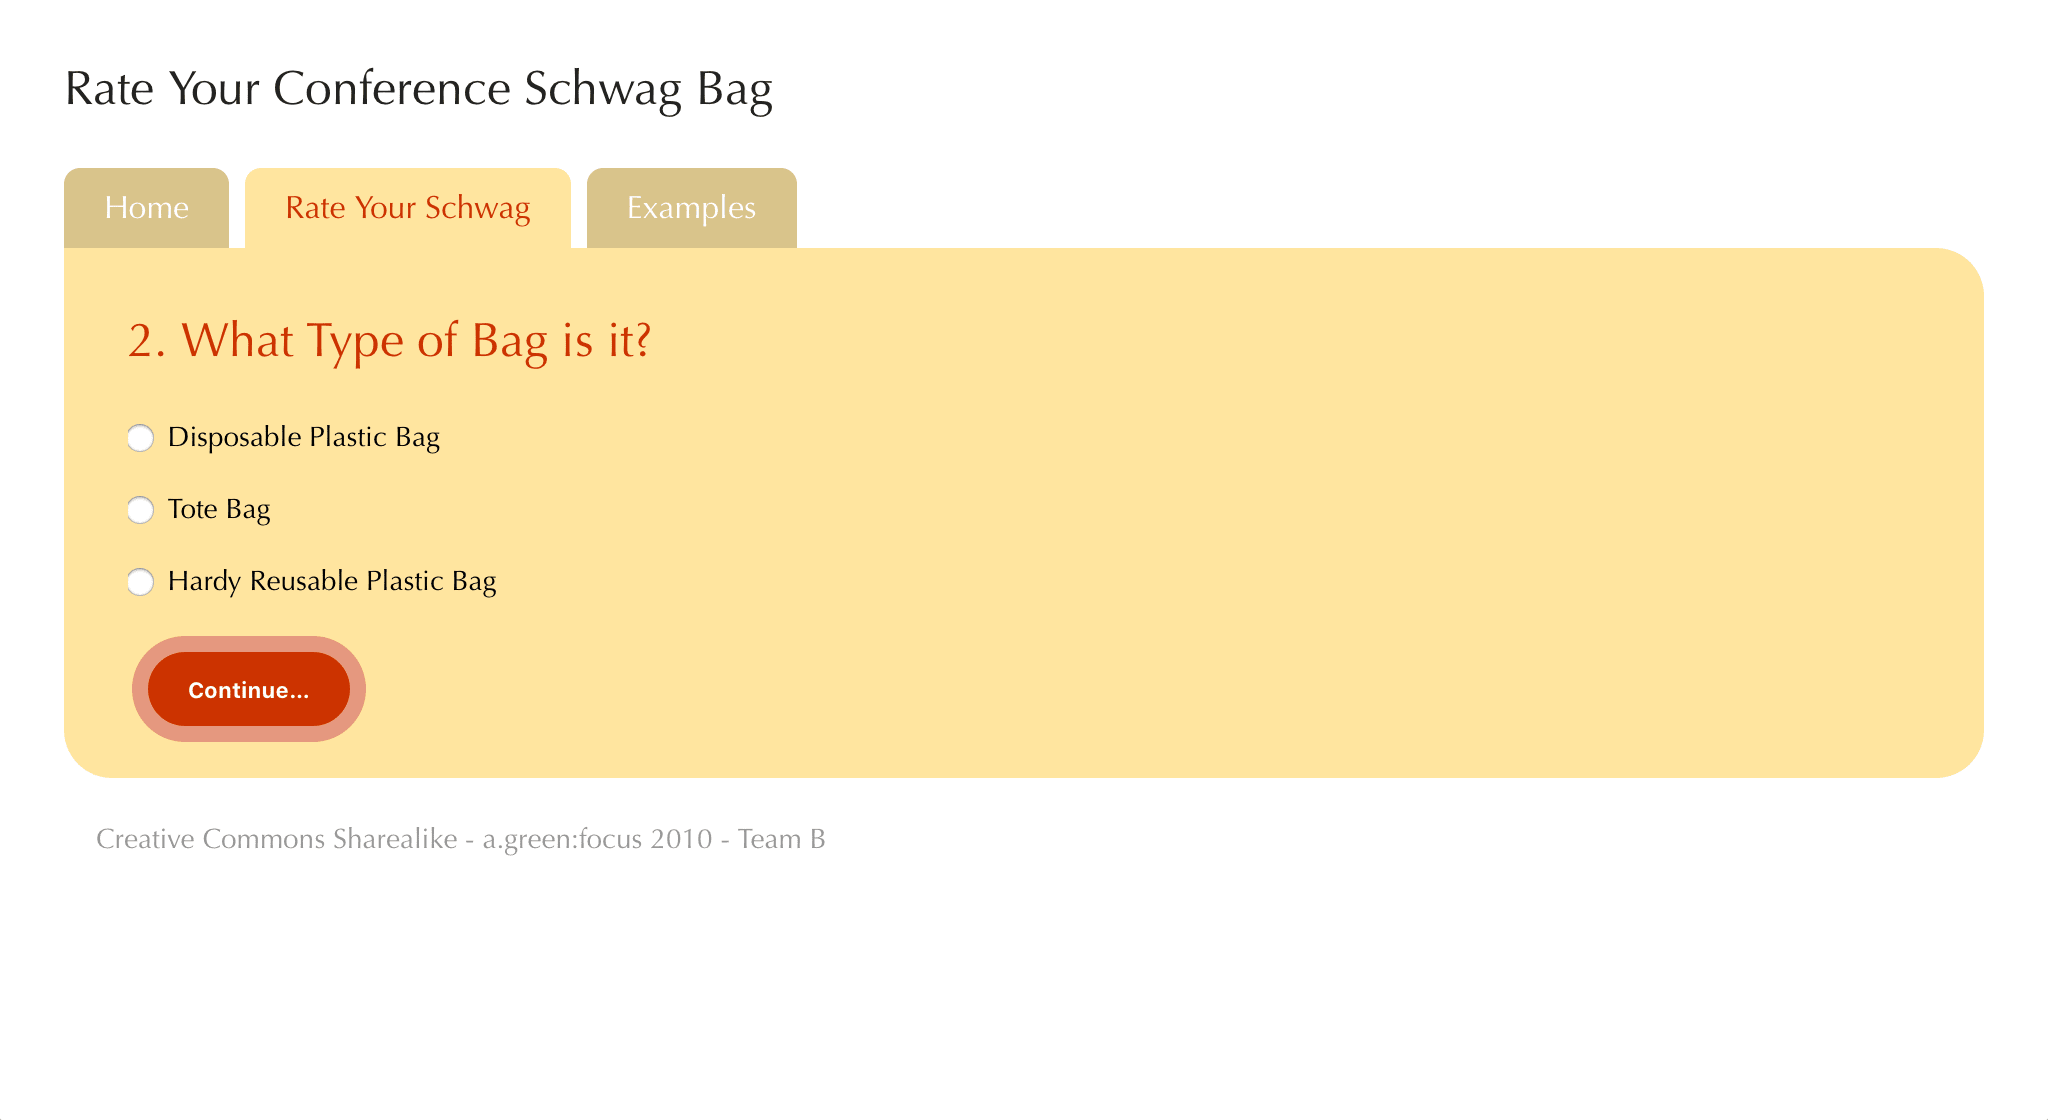 Rate Your Conference Schwag Bag
Home
Rate Your Schwag
Examples
2. What Type of Bag is it?
Disposable Plastic Bag
Tote Bag
Hardy Reusable Plastic Bag
Continue...
Creative Commons Sharealike - a.green:focus 2010 - Team B